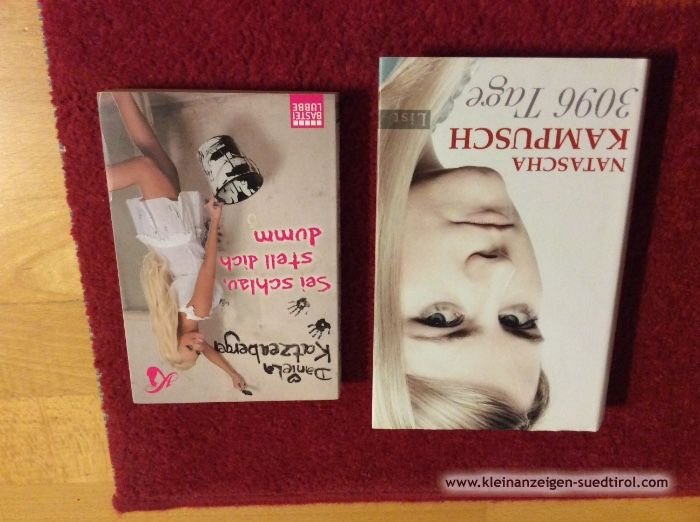 Daniela
Katzenberger
Sei schlau,
stell dich
dumm
BASTEI
LÜBBE
NATASCHA
KAMPUSCH
3096 Tage
List
www.kleinanzeigen-suedtirol.com